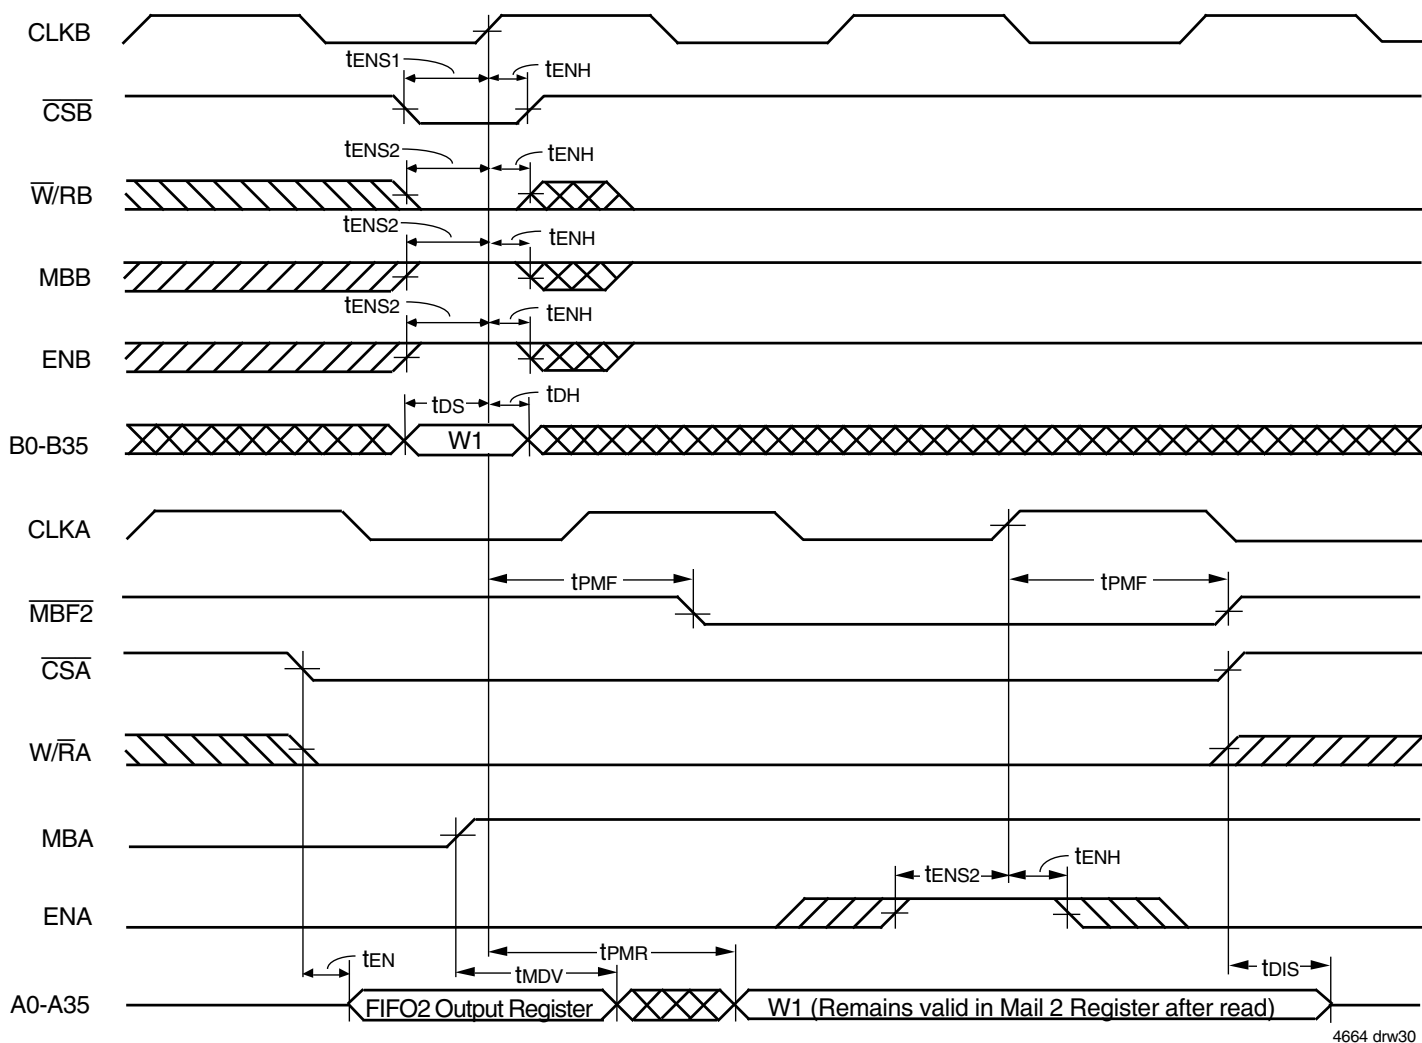 CLKB
tENS1
tENH
CSB
tENS2
tENH
W/RB
tENS2
tENH
MBB
tENS2
tENH
ENB
tDS
tDH
B0-B35
W1
CLKA
tPMF
tPMF
MBF2
CSA
W/RA
MBA
tENS2
tENH
ENA
tEN
tPMR
tMDV
tDIS
A0-A35
FIFO2 Output Register
W1 (Remains valid in Mail 2 Register after read)
4664 drw30